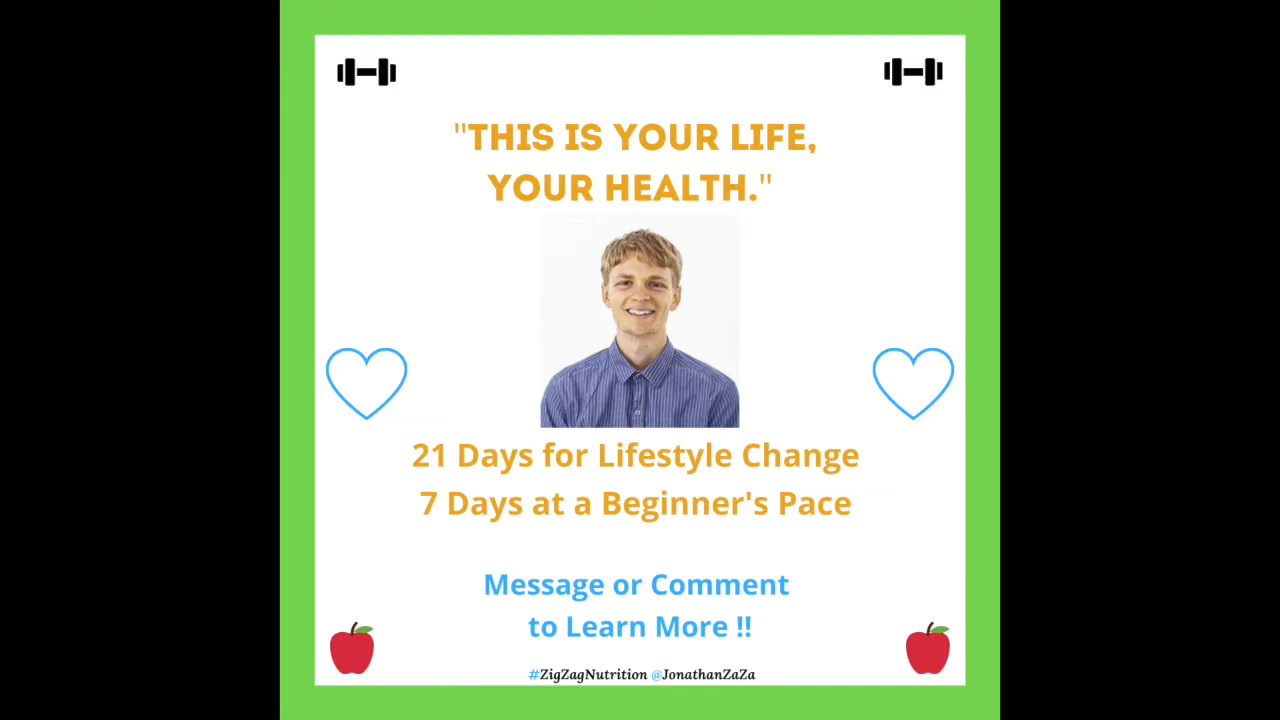 "THIS IS YOUR LIFE,
YOUR HEALTH."
21 Days for Lifestyle Change
7 Days at a Beginner's Pace
Message or Comment
to Learn More !!
#ZigZagNutrition @JonathanZaZa